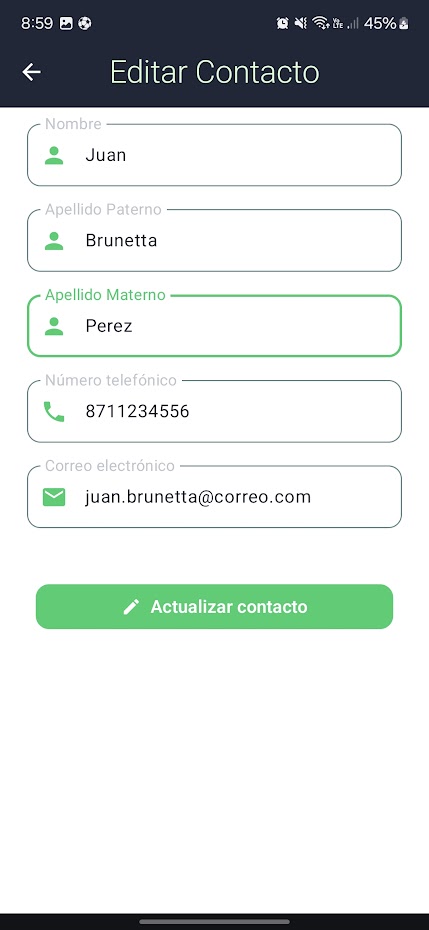 8:59
45%
Editar Contacto
Nombre
Juan
Apellido Paterno
Brunetta
Apellido Materno
Perez
Número telefónico
8711234556
Correo electrónico
juan.brunetta@correo.com
Actualizar contacto